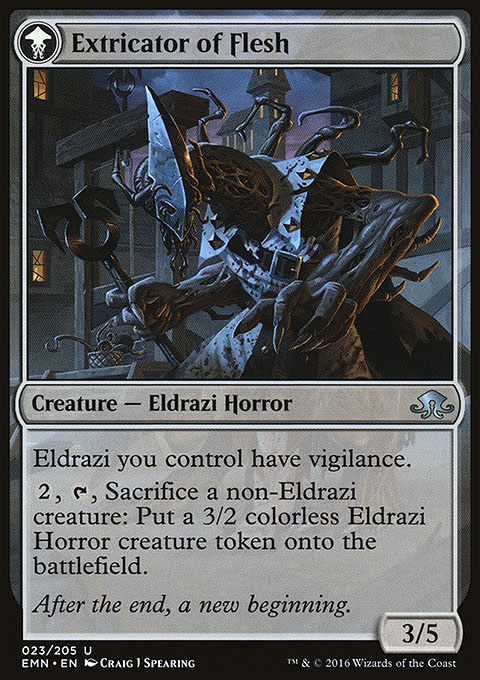 Extricator of Flesh
Creature — Eldrazi Horror
Eldrazi you control have vigilance.
2, , Sacrifice a non-Eldrazi
creature: Put a 3/2 colorless Eldrazi
Horror creature token onto the
battlefield.
After the end, a new beginning.
3/5
023/205 U
EMN • EN Craig J Spearing
™ & © 2016 Wizards of the Coast